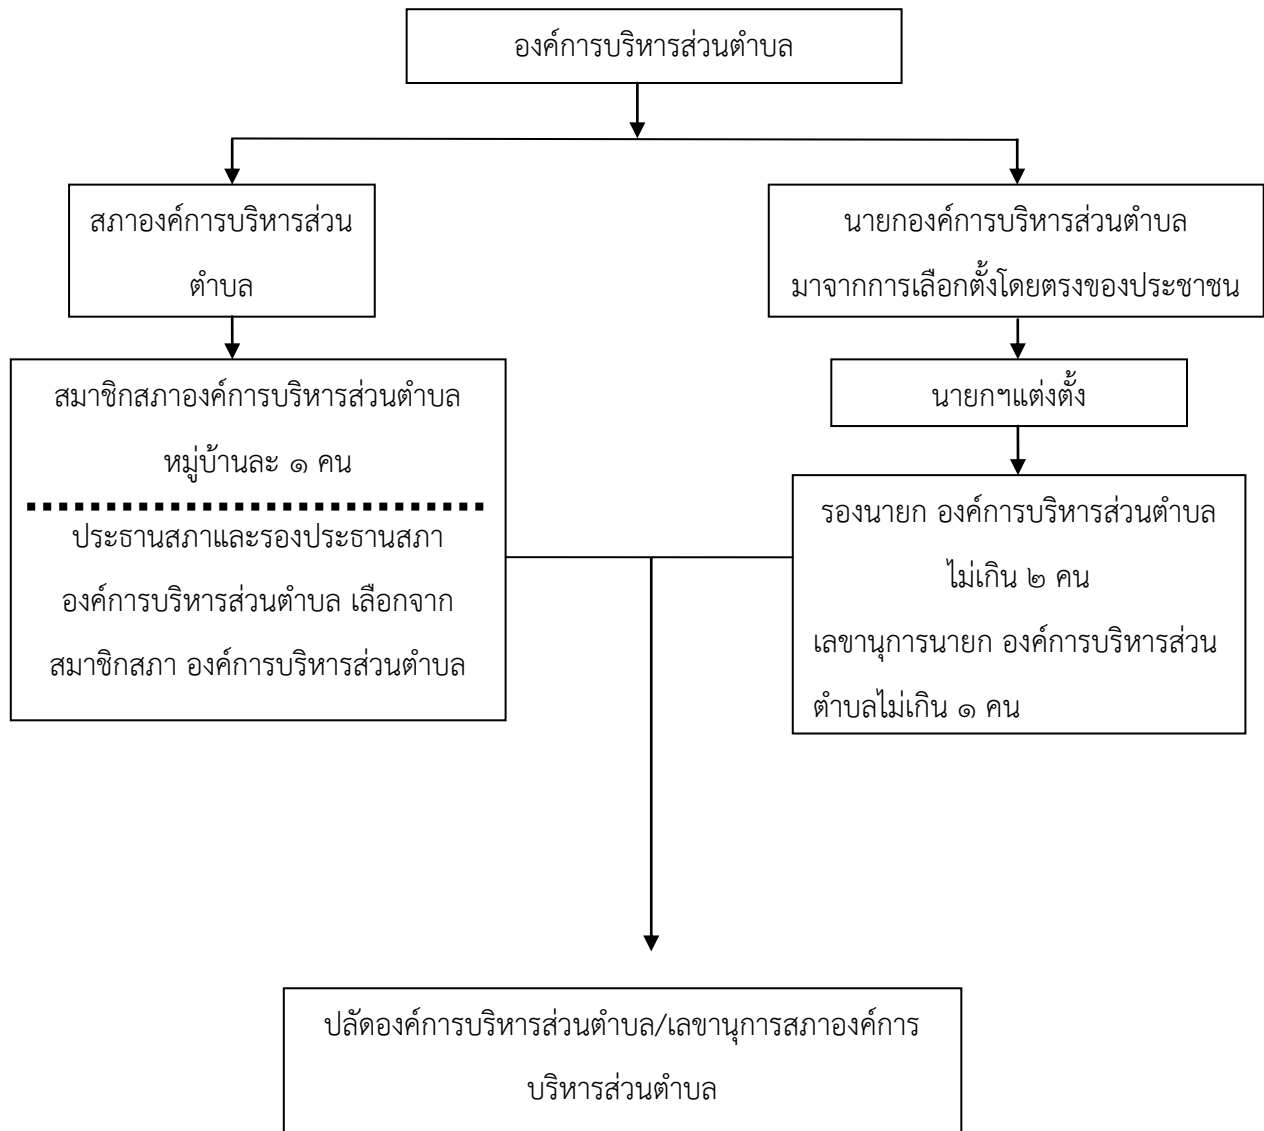 องค์การบริหารส่วนตำบล
สภาองค์การบริหารส่วน
ตำบล
นายกองค์การบริหารส่วนตำบล
มาจากการเลือกตั้งโดยตรงของประชาชน
สมาชิกสภาองค์การบริหารส่วนตำบล
หมู่บ้านละ ๑ คน
ประธานสภาและรองประธานสภา
องค์การบริหารส่วนตำบล เลือกจาก
สมาชิกสภา องค์การบริหารส่วนตำบล
นายกฯแต่งตั้ง
รองนายก องค์การบริหารส่วนตำบล
ไม่เกิน ๒ คน
เลขานุการนายก องค์การบริหารส่วน
ตำบลไม่เกิน ๑ คน
ปลัดองค์การบริหารส่วนตำบล/เลขานุการสภาองค์การ
บริหารส่วนตำบล